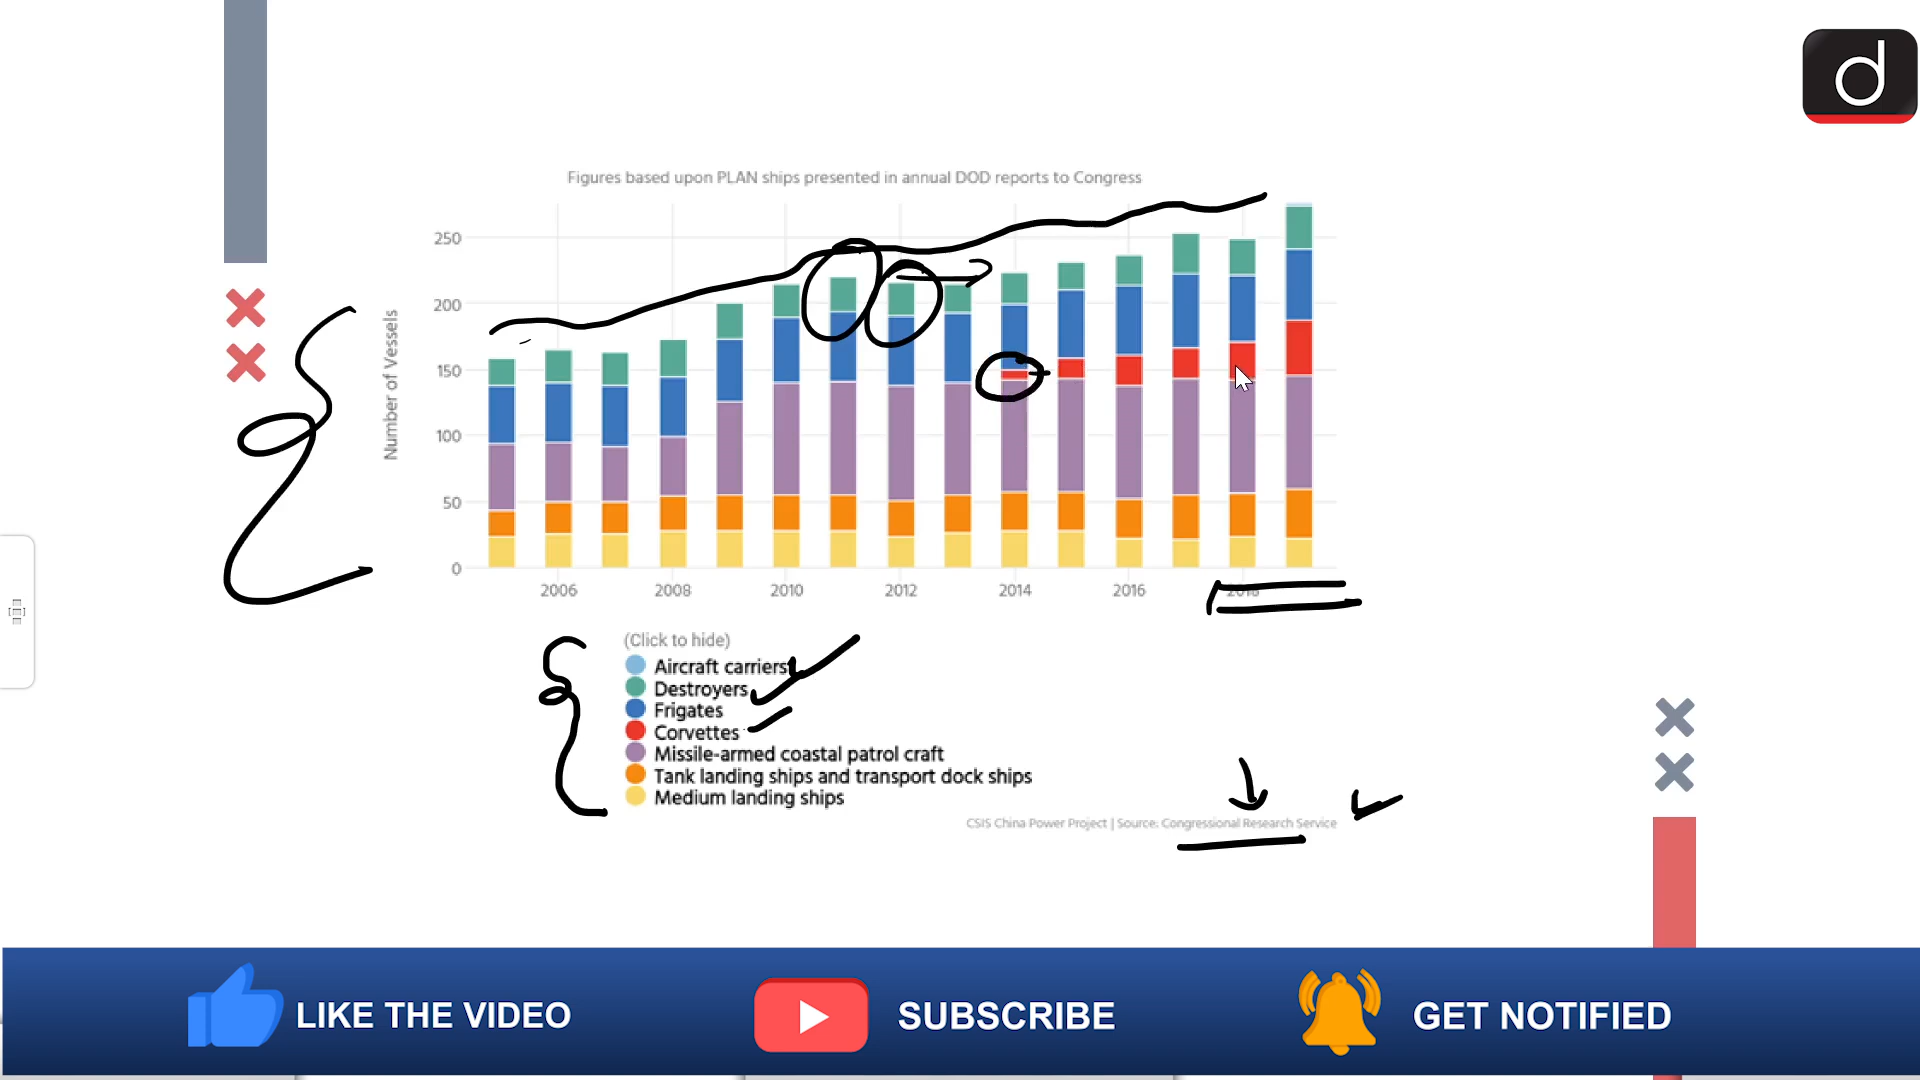 d
Figures based upon PLAN ships presented in annual DOD reports to Congress
Number of Vessels
250
200
150
100
50
0
2006 2008 2010 2012 2014 2016 2018
(Click to hide)
Aircraft carriers
Destroyers
Frigates
Corvettes
Missile-armed coastal patrol craft
Tank landing ships and transport dock ships
Medium landing ships
CSIS China Power Project | Source: Congressional Research Service
LIKE THE VIDEO SUBSCRIBE GET NOTIFIED